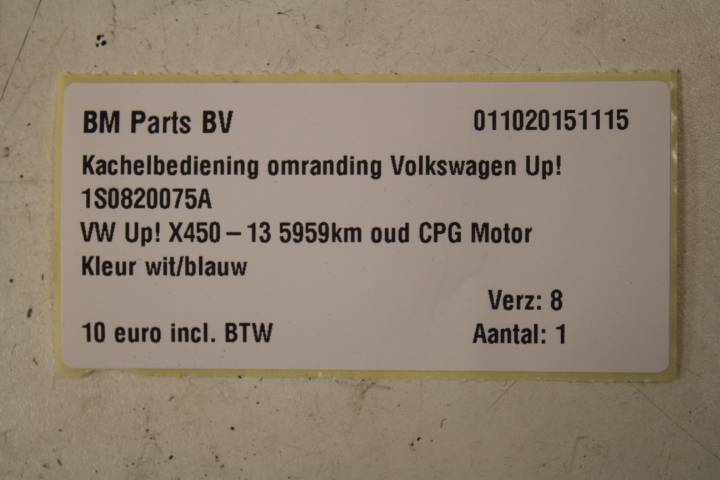 BM Parts BV 011020151115
Kachelbediening omranding Volkswagen Up!
1S0820075A
VW Up! X450 – 13 5959km oud CPG Motor
Kleur wit/blauw
Verz: 8
10 euro incl. BTW Aantal: 1